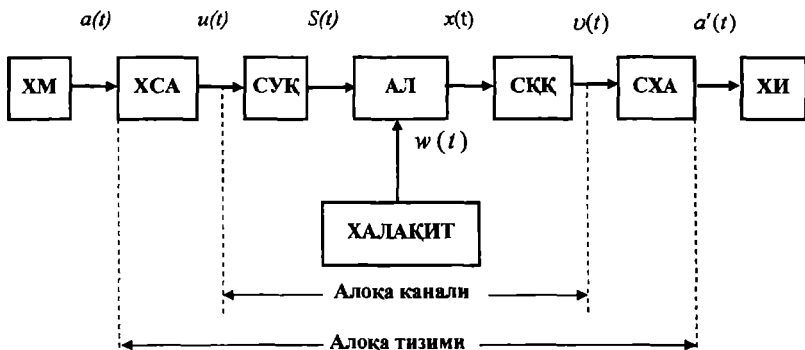 a(t) u(t) S(t) x(t) υ(t) a′(t)
ХМ ХСА СУҚ АЛ СҚҚ СХА ХИ
w(t)
ХАЛАҚИТ
Алоқа канали
Алоқа тизими